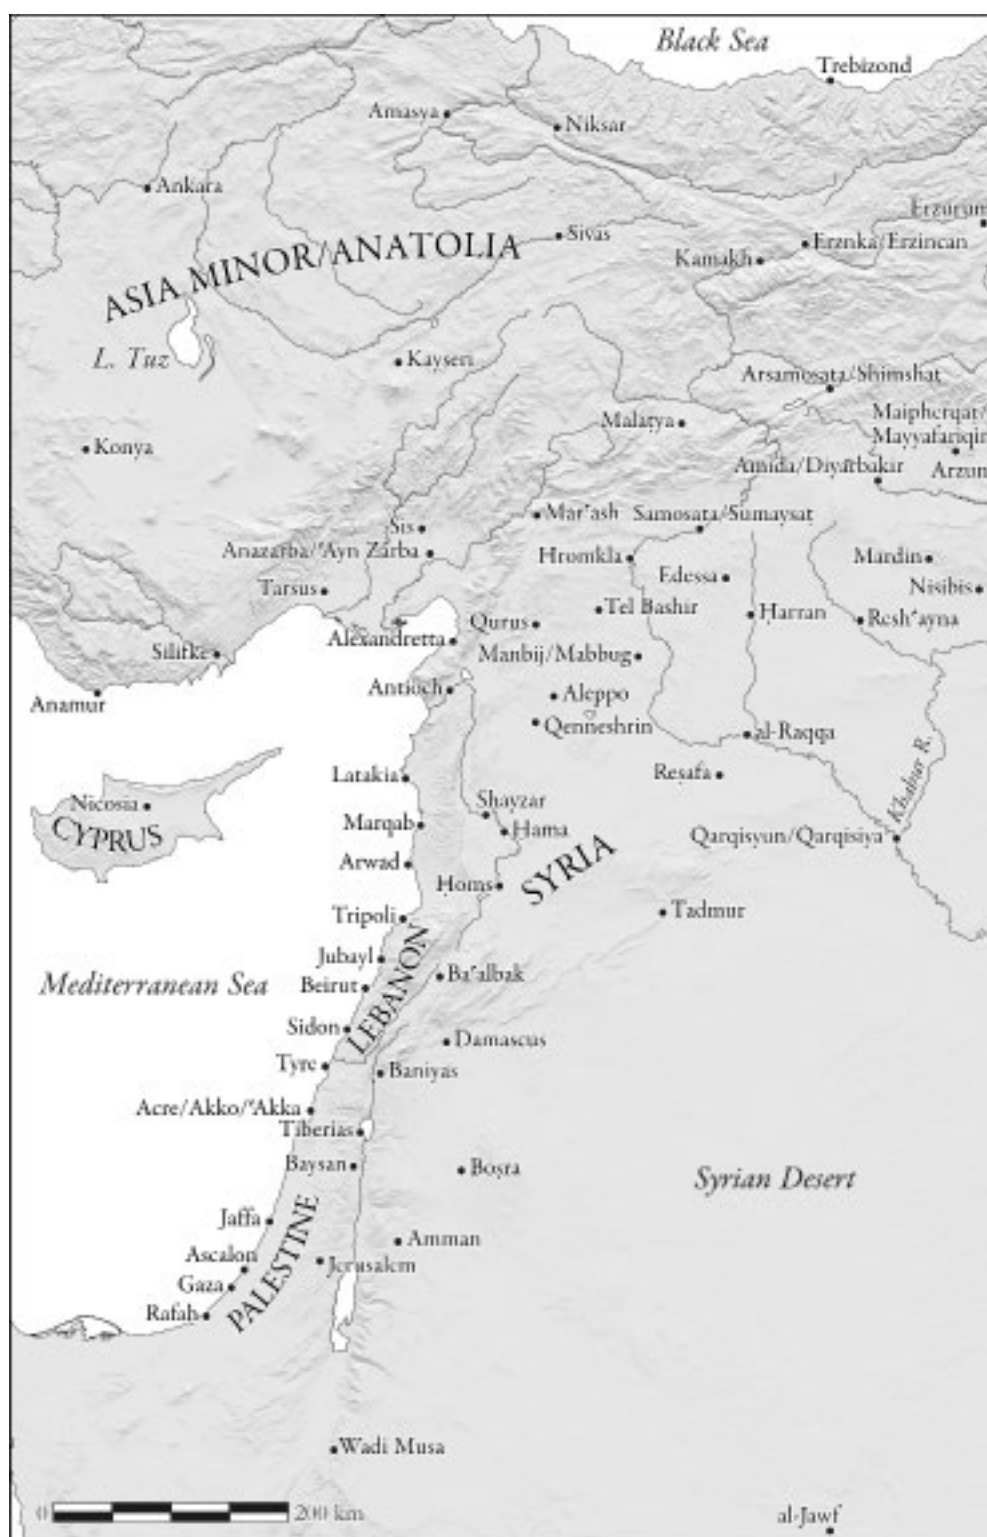 Black Sea
Trebizond
Amasya
Niksar
Ankara
Erzurum
Sivas
Erznka/Erzincan
ASIA MINOR/ANATOLIA
Kamakh
L. Tuz
Kayseri
Arsamosata/Shimshat
Maipherqat/
Mayyafariqin
Malatya
Konya
Amida/Diyarbakir
Arzun
Mar'ash
Samosata/Sumaysat
Sis
Anazarba/'Ayn Zarba
Hromkla
Mardin
Edessa
Nisibis
Tarsus
Tel Bashir
Harran
Resh'ayna
Qurus
Alexandretta
Silifke
Manbij/Mabbug
Antioch
Aleppo
Anamur
Qenneshrin
al-Raqqa
Khabur R.
Latakia
Reṣafa
Nicosia
CYPRUS
Shayzar
Marqab
Hama
Qarqisyun/Qarqisiya
Arwad
SYRIA
Ḥoms
Tripoli
Tadmur
Jubayl
LEBANON
Ba'albak
Mediterranean Sea
Beirut
Sidon
Damascus
Tyre
Baniyas
Acre/Akko/'Akka
Tiberias
Baysan
Boṣra
Syrian Desert
Jaffa
PALESTINE
Amman
Ascalon
Jerusalem
Gaza
Rafah
Wadi Musa
0 200 km
al-Jawf